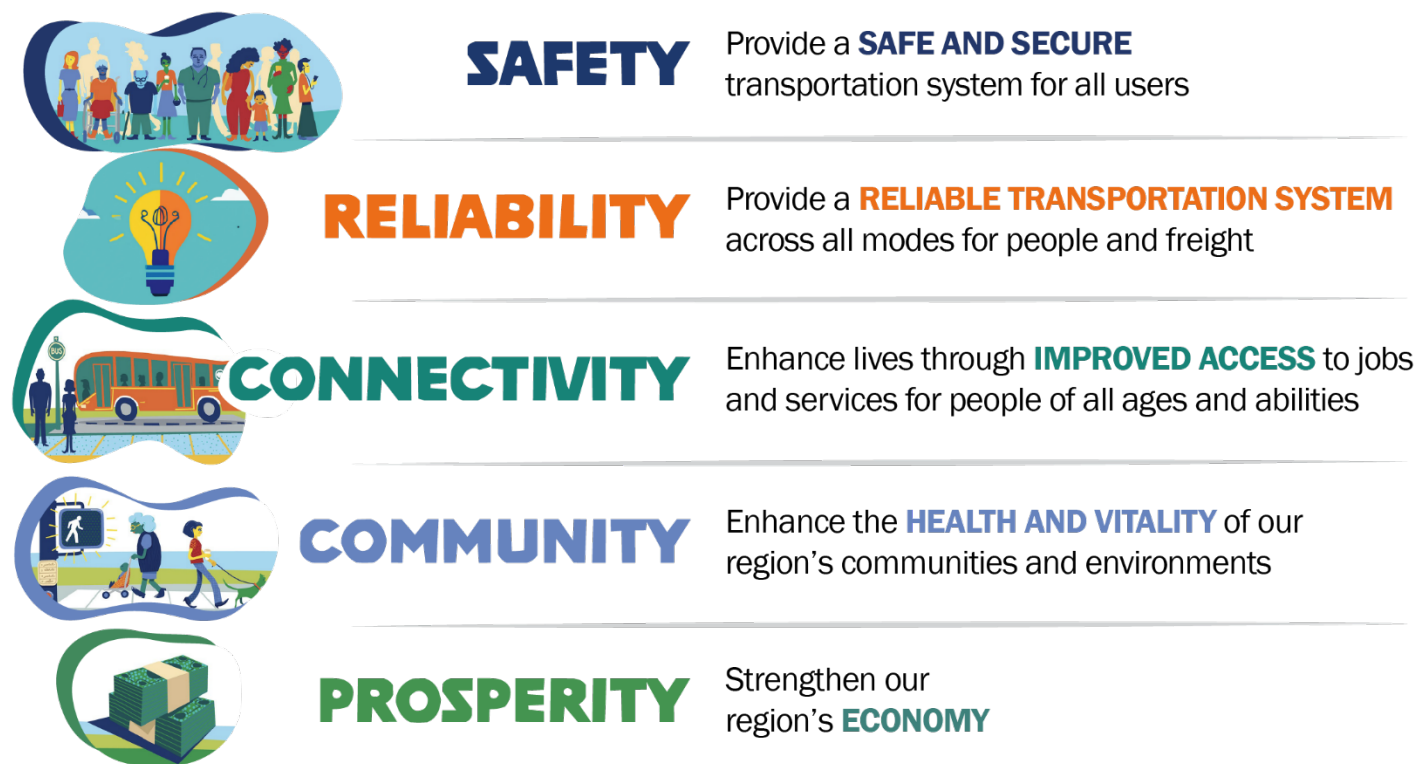 SAFETY
Provide a SAFE AND SECURE
transportation system for all users
RELIABILITY
Provide a RELIABLE TRANSPORTATION SYSTEM
across all modes for people and freight
BUS
CONNECTIVITY
Enhance lives through IMPROVED ACCESS to jobs
and services for people of all ages and abilities
COMMUNITY
Enhance the HEALTH AND VITALITY of our
region’s communities and environments
PROSPERITY
Strengthen our
region’s ECONOMY